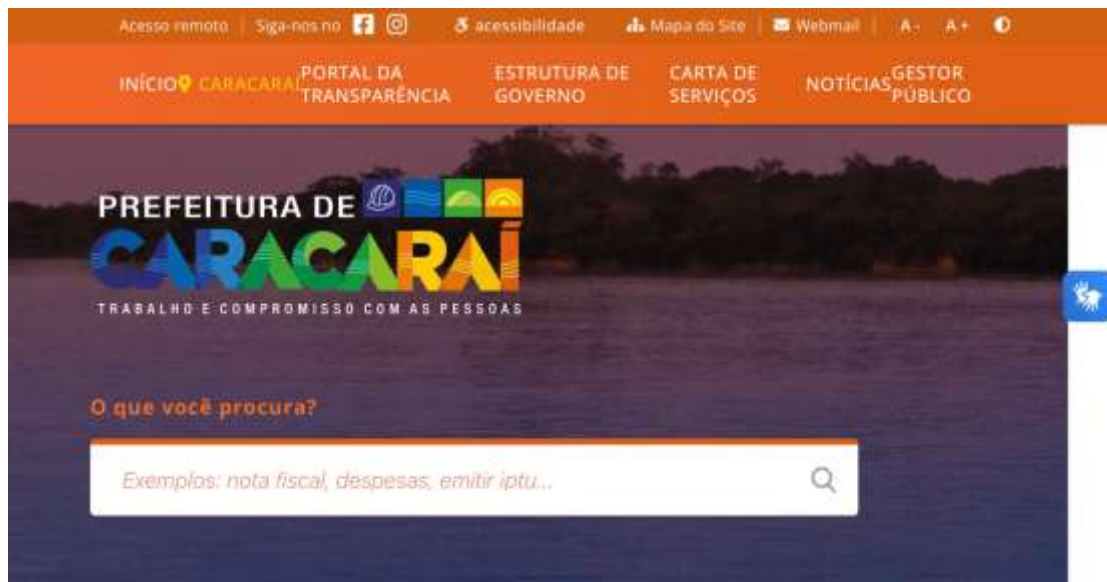 Acesso remoto | Siga-nos no acessibilidade Mapa do Site | Webmail | A- A+
INÍCIO CARACARAÍ PORTAL DA TRANSPARÊNCIA ESTRUTURA DE GOVERNO CARTA DE SERVIÇOS NOTÍCIAS GESTOR PÚBLICO
PREFEITURA DE
CARACARAÍ
TRABALHO E COMPROMISSO COM AS PESSOAS
O que você procura?
Exemplos: nota fiscal, despesas, emitir iptu...